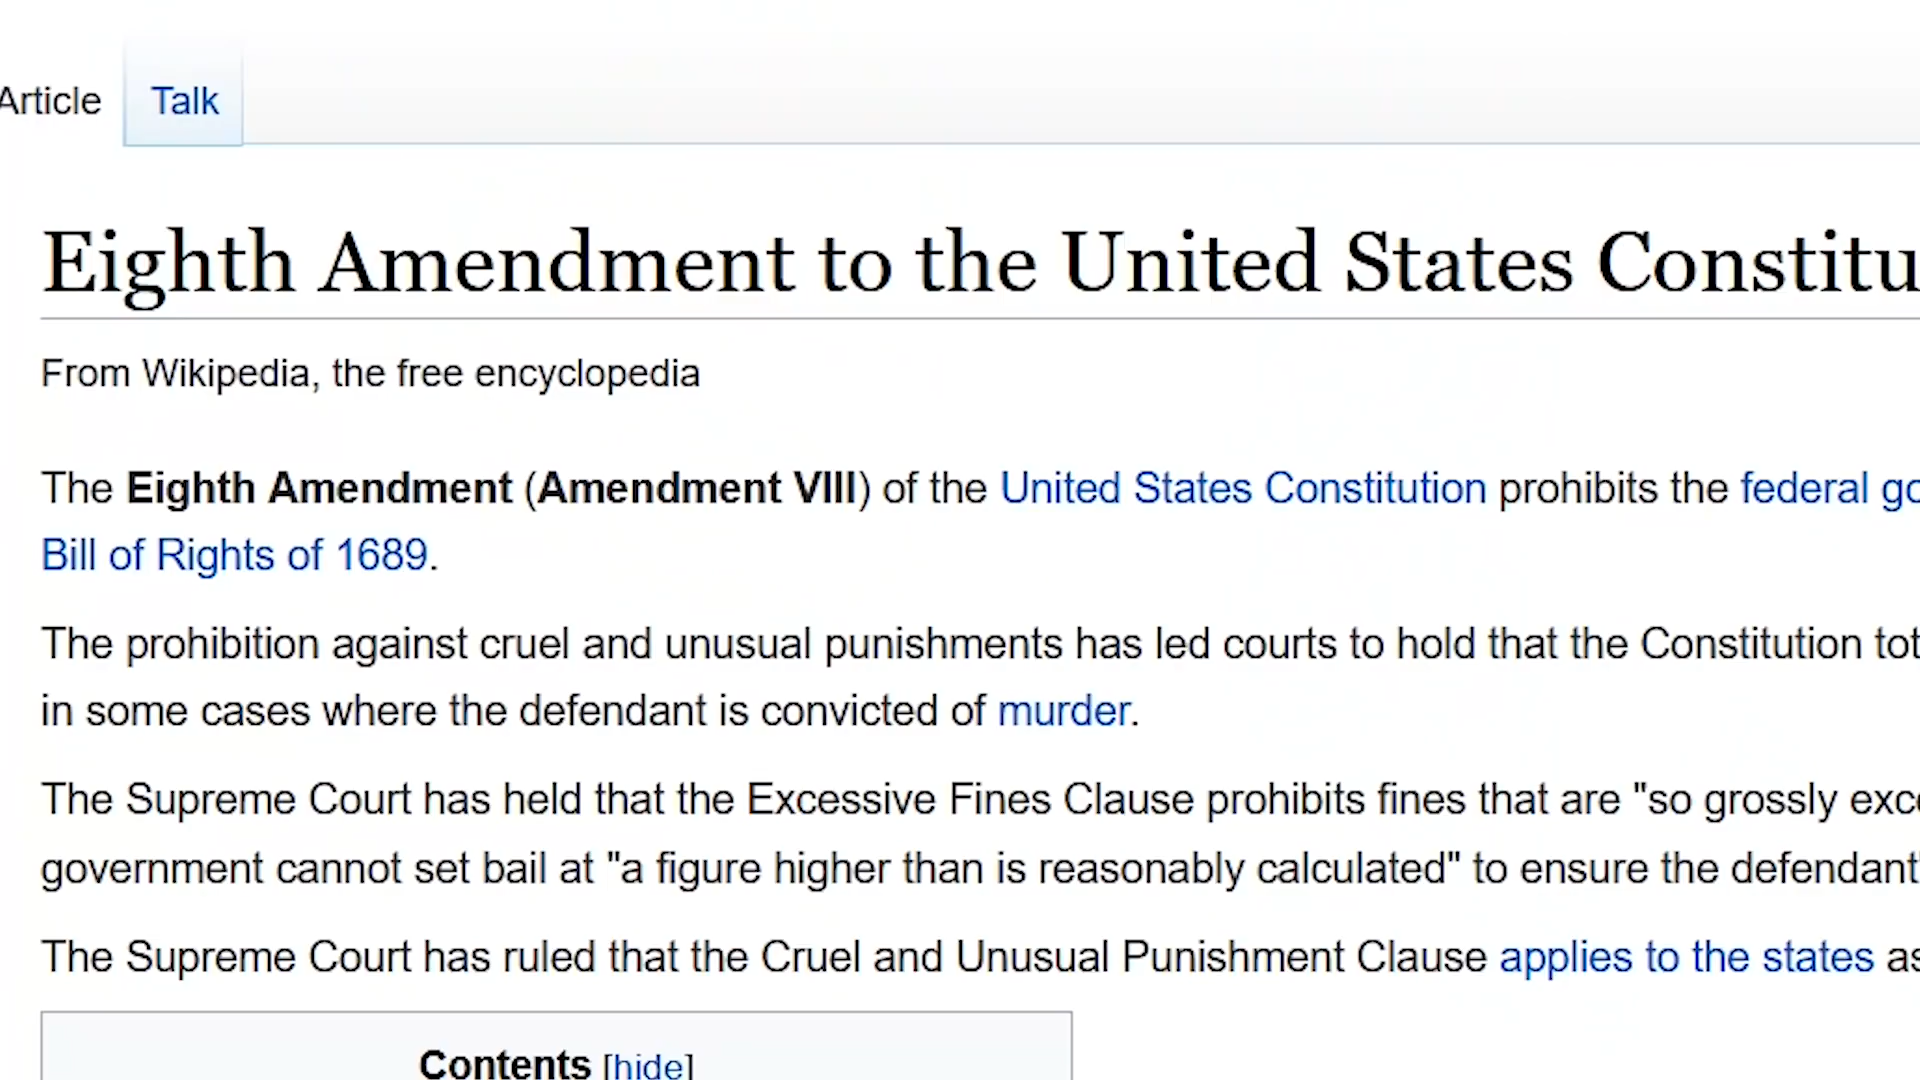 Article Talk
Eighth Amendment to the United States Constitu
From Wikipedia, the free encyclopedia
The Eighth Amendment (Amendment VIII) of the United States Constitution prohibits the federal go
Bill of Rights of 1689.
The prohibition against cruel and unusual punishments has led courts to hold that the Constitution tot
in some cases where the defendant is convicted of murder.
The Supreme Court has held that the Excessive Fines Clause prohibits fines that are "so grossly exce
government cannot set bail at "a figure higher than is reasonably calculated" to ensure the defendant'
The Supreme Court has ruled that the Cruel and Unusual Punishment Clause applies to the states as
Contents [hide]